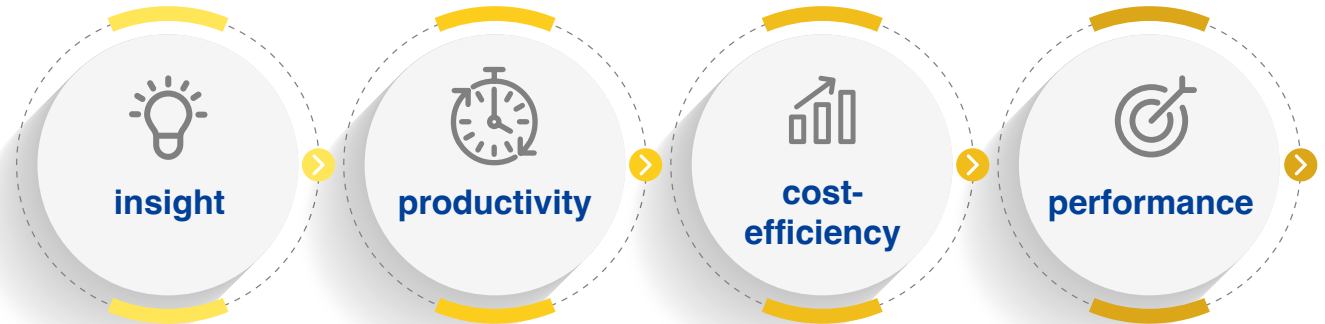 insight
productivity
cost-
efficiency
performance